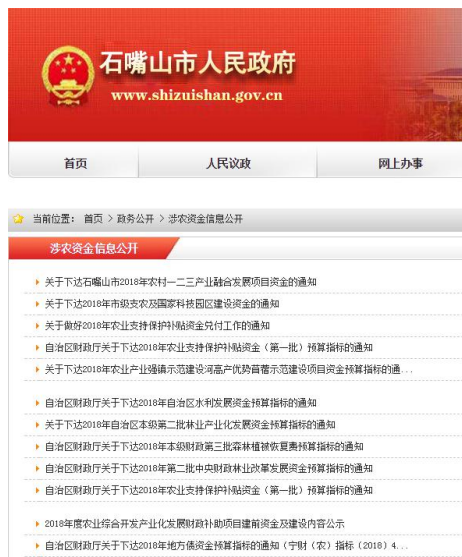 石嘴山市人民政府
www.shizuishan.gov.cn
首页 人民议政 网上办事
当前位置： 首页 > 政务公开 > 涉农资金信息公开
涉农资金信息公开
关于下达石嘴山市2018年农村一二三产业融合发展项目资金的通知
关于下达2018年市级支农及国家科技园区建设资金的通知
关于做好2018年农业支持保护补贴资金兑付工作的通知
自治区财政厅关于下达2018年农业支持保护补贴资金（第一批）预算指标的通知
关于下达2018年农业产业强镇示范建设河高产优势苜蓿示范建设项目资金预算指标的通...
自治区财政厅关于下达2018年自治区水利发展资金预算指标的通知
关于下达2018年自治区本级第二批林业产业化发展资金预算指标的通知
自治区财政厅关于下达2018年本级财政第三批森林植被恢复费预算指标的通知
自治区财政厅关于下达2018年第二批中央财政林业改革发展资金预算指标的通知
自治区财政厅关于下达2018年农业支持保护补贴资金（第一批）预算指标的通知
2018年度农业综合开发产业化发展财政补助项目建前资金及建设内容公示
自治区财政厅关于下达2018年地方债资金预算指标的通知（宁财（农）指标（2018）4...